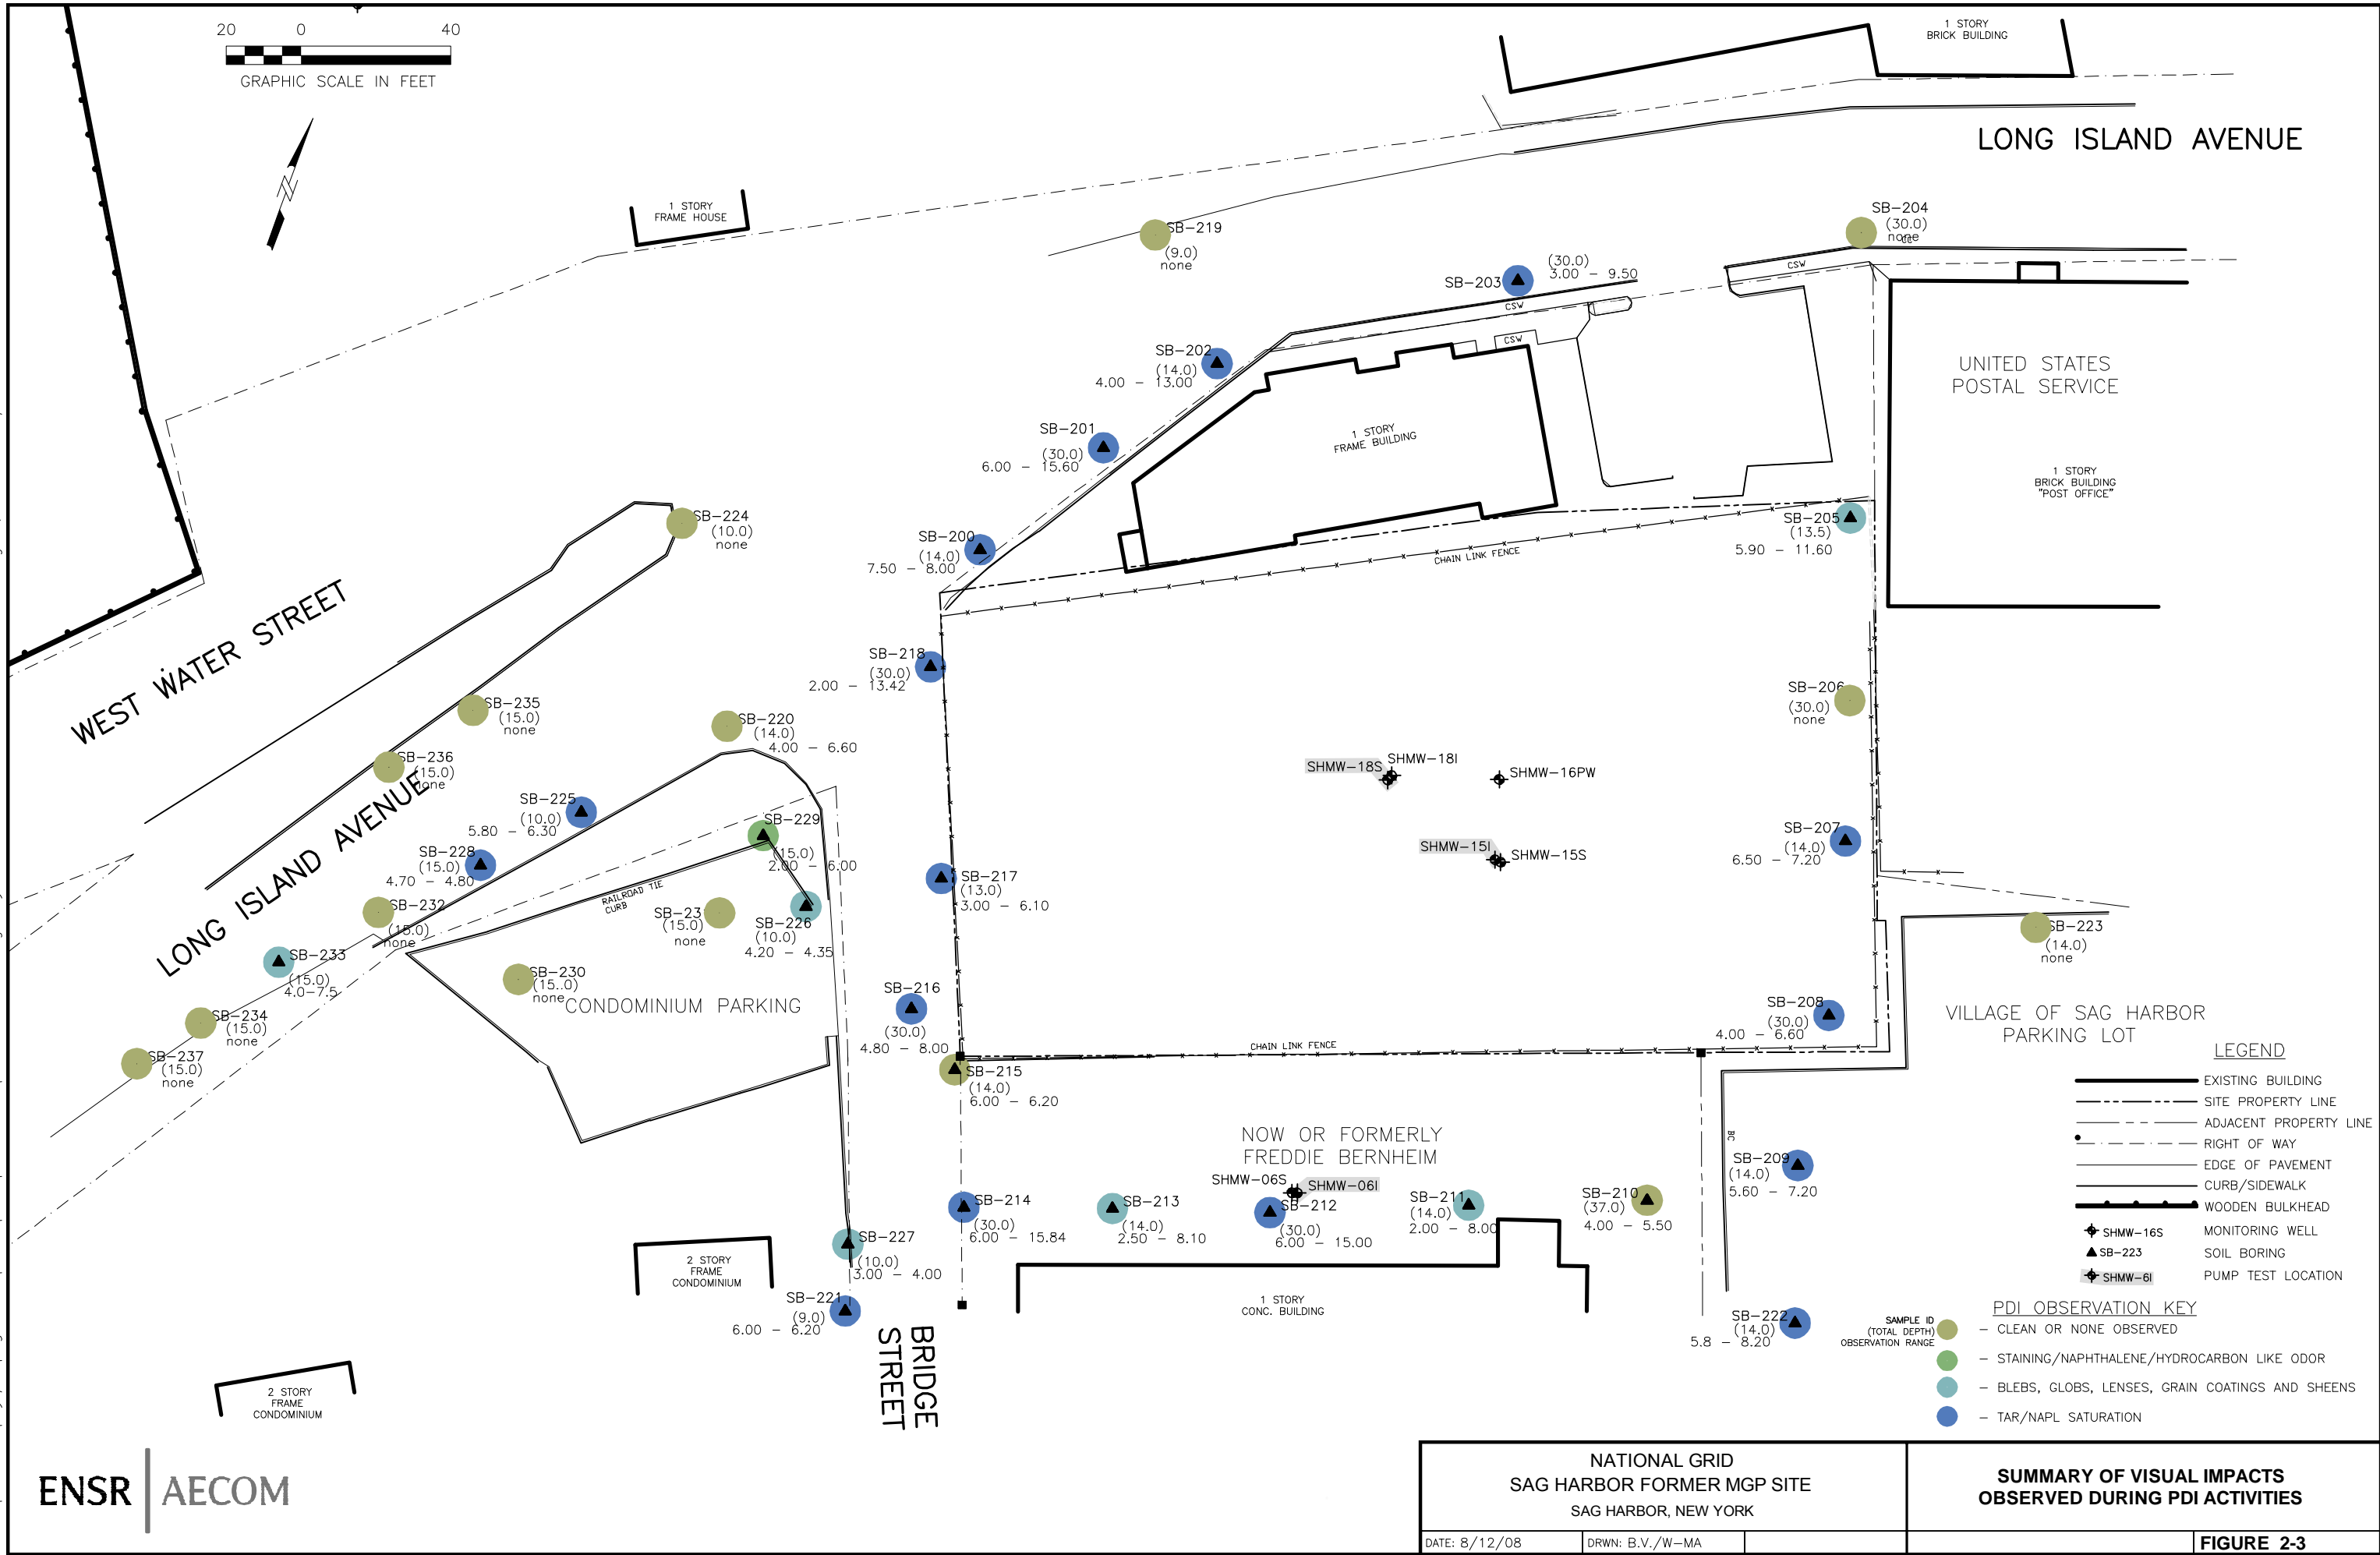 20 0 40
GRAPHIC SCALE IN FEET
1 STORY
BRICK BUILDING
LONG ISLAND AVENUE
1 STORY
FRAME HOUSE
SB-219
(9.0)
none
SB-204
(30.0)
none
CC
CSW
SB-203
(30.0)
3.00 - 9.50
CSW
CSW
SB-202
(14.0)
4.00 - 13.00
UNITED STATES
POSTAL SERVICE
1 STORY
BRICK BUILDING
"POST OFFICE"
SB-201
(30.0)
6.00 - 15.60
1 STORY
FRAME BUILDING
SB-224
(10.0)
none
SB-200
(14.0)
7.50 - 8.00
SB-205
(13.5)
5.90 - 11.60
CHAIN LINK FENCE
WEST WATER STREET
SB-218
(30.0)
2.00 - 13.42
SB-235
(15.0)
none
SB-220
(14.0)
4.00 - 6.60
SB-206
(30.0)
none
SB-236
(15.0)
none
LONG ISLAND AVENUE
SHMW-18S
SHMW-18I
SHMW-16PW
SB-225
(10.0)
5.80 - 6.30
SB-229
(15.0)
2.00 - 6.00
SB-207
(14.0)
6.50 - 7.20
SHMW-15I
SHMW-15S
SB-228
(15.0)
4.70 - 4.80
RAILROAD TIE
CURB
SB-217
(13.0)
3.00 - 6.10
SB-232
(15.0)
none
SB-23
(15.0)
none
SB-226
(10.0)
4.20 - 4.35
SB-223
(14.0)
none
SB-233
(15.0)
4.0-7.5
SB-230
(15..0)
none
CONDOMINIUM PARKING
SB-216
(30.0)
4.80 - 8.00
SB-208
(30.0)
4.00 - 6.60
VILLAGE OF SAG HARBOR
PARKING LOT
SB-234
(15.0)
none
SB-237
(15.0)
none
CHAIN LINK FENCE
SB-215
(14.0)
6.00 - 6.20
NOW OR FORMERLY
FREDDIE BERNHEIM
BC
SB-209
(14.0)
5.60 - 7.20
SHMW-06S
SHMW-06I
SB-214
(30.0)
6.00 - 15.84
SB-213
(14.0)
2.50 - 8.10
SB-212
(30.0)
6.00 - 15.00
SB-211
(14.0)
2.00 - 8.00
SB-210
(37.0)
4.00 - 5.50
SB-227
(10.0)
3.00 - 4.00
2 STORY
FRAME
CONDOMINIUM
SB-221
(9.0)
6.00 - 6.20
1 STORY
CONC. BUILDING
SB-222
(14.0)
5.8 - 8.20
BRIDGE
STREET
2 STORY
FRAME
CONDOMINIUM
LEGEND
EXISTING BUILDING
SITE PROPERTY LINE
ADJACENT PROPERTY LINE
RIGHT OF WAY
EDGE OF PAVEMENT
CURB/SIDEWALK
WOODEN BULKHEAD
SHMW-16S MONITORING WELL
SB-223 SOIL BORING
SHMW-6I PUMP TEST LOCATION
PDI OBSERVATION KEY
SAMPLE ID
(TOTAL DEPTH)
OBSERVATION RANGE
- CLEAN OR NONE OBSERVED
- STAINING/NAPHTHALENE/HYDROCARBON LIKE ODOR
- BLEBS, GLOBS, LENSES, GRAIN COATINGS AND SHEENS
- TAR/NAPL SATURATION
ENSR AECOM
NATIONAL GRID
SAG HARBOR FORMER MGP SITE
SAG HARBOR, NEW YORK
SUMMARY OF VISUAL IMPACTS
OBSERVED DURING PDI ACTIVITIES
DATE: 8/12/08 DRWN: B.V./W-MA
FIGURE 2-3